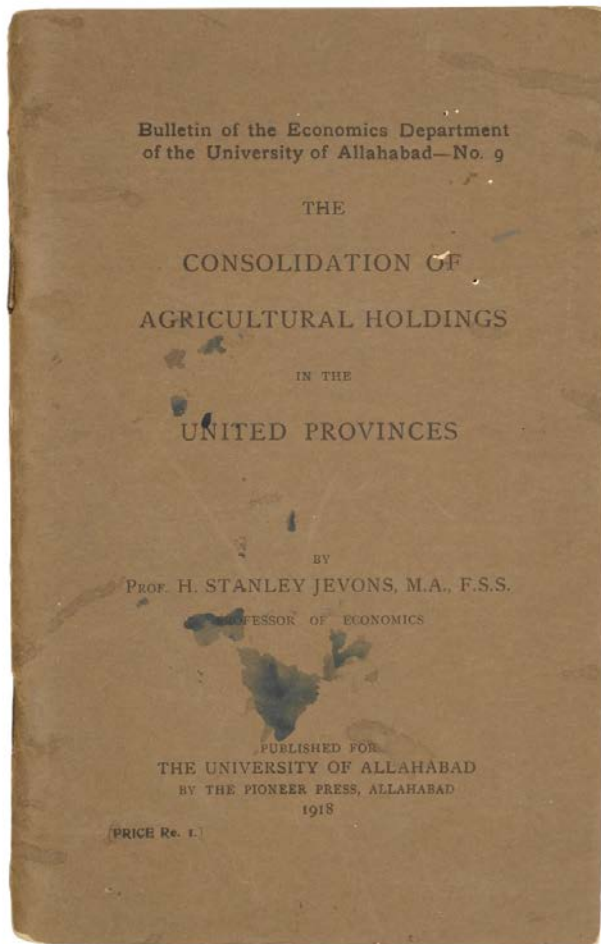 Bulletin of the Economics Department
of the University of Allahabad—No. 9
THE
CONSOLIDATION OF
AGRICULTURAL HOLDINGS
IN THE
UNITED PROVINCES
BY
PROF. H. STANLEY JEVONS, M.A., F.S.S.
PROFESSOR OF ECONOMICS
PUBLISHED FOR
THE UNIVERSITY OF ALLAHABAD
BY THE PIONEER PRESS, ALLAHABAD
1918
[PRICE Re. 1.]